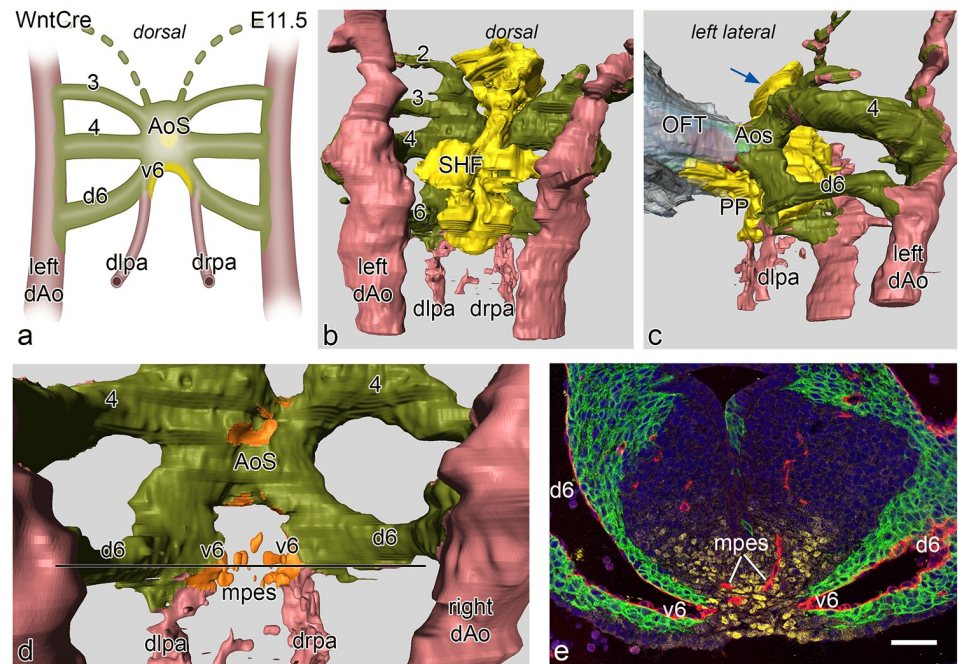 WntCre
dorsal
E11.5
3
4
AoS
v6
d6
left
dAo
dlpa
drpa
a
dorsal
2
3
4
SHF
6
left
dAo
dlpa
drpa
b
left lateral
OFT
Aos
4
d6
PP
dlpa
left
dAo
c
4
4
AoS
d6
v6
v6
d6
mpes
dlpa
drpa
right
dAo
d
d6
d6
mpes
v6
v6
e